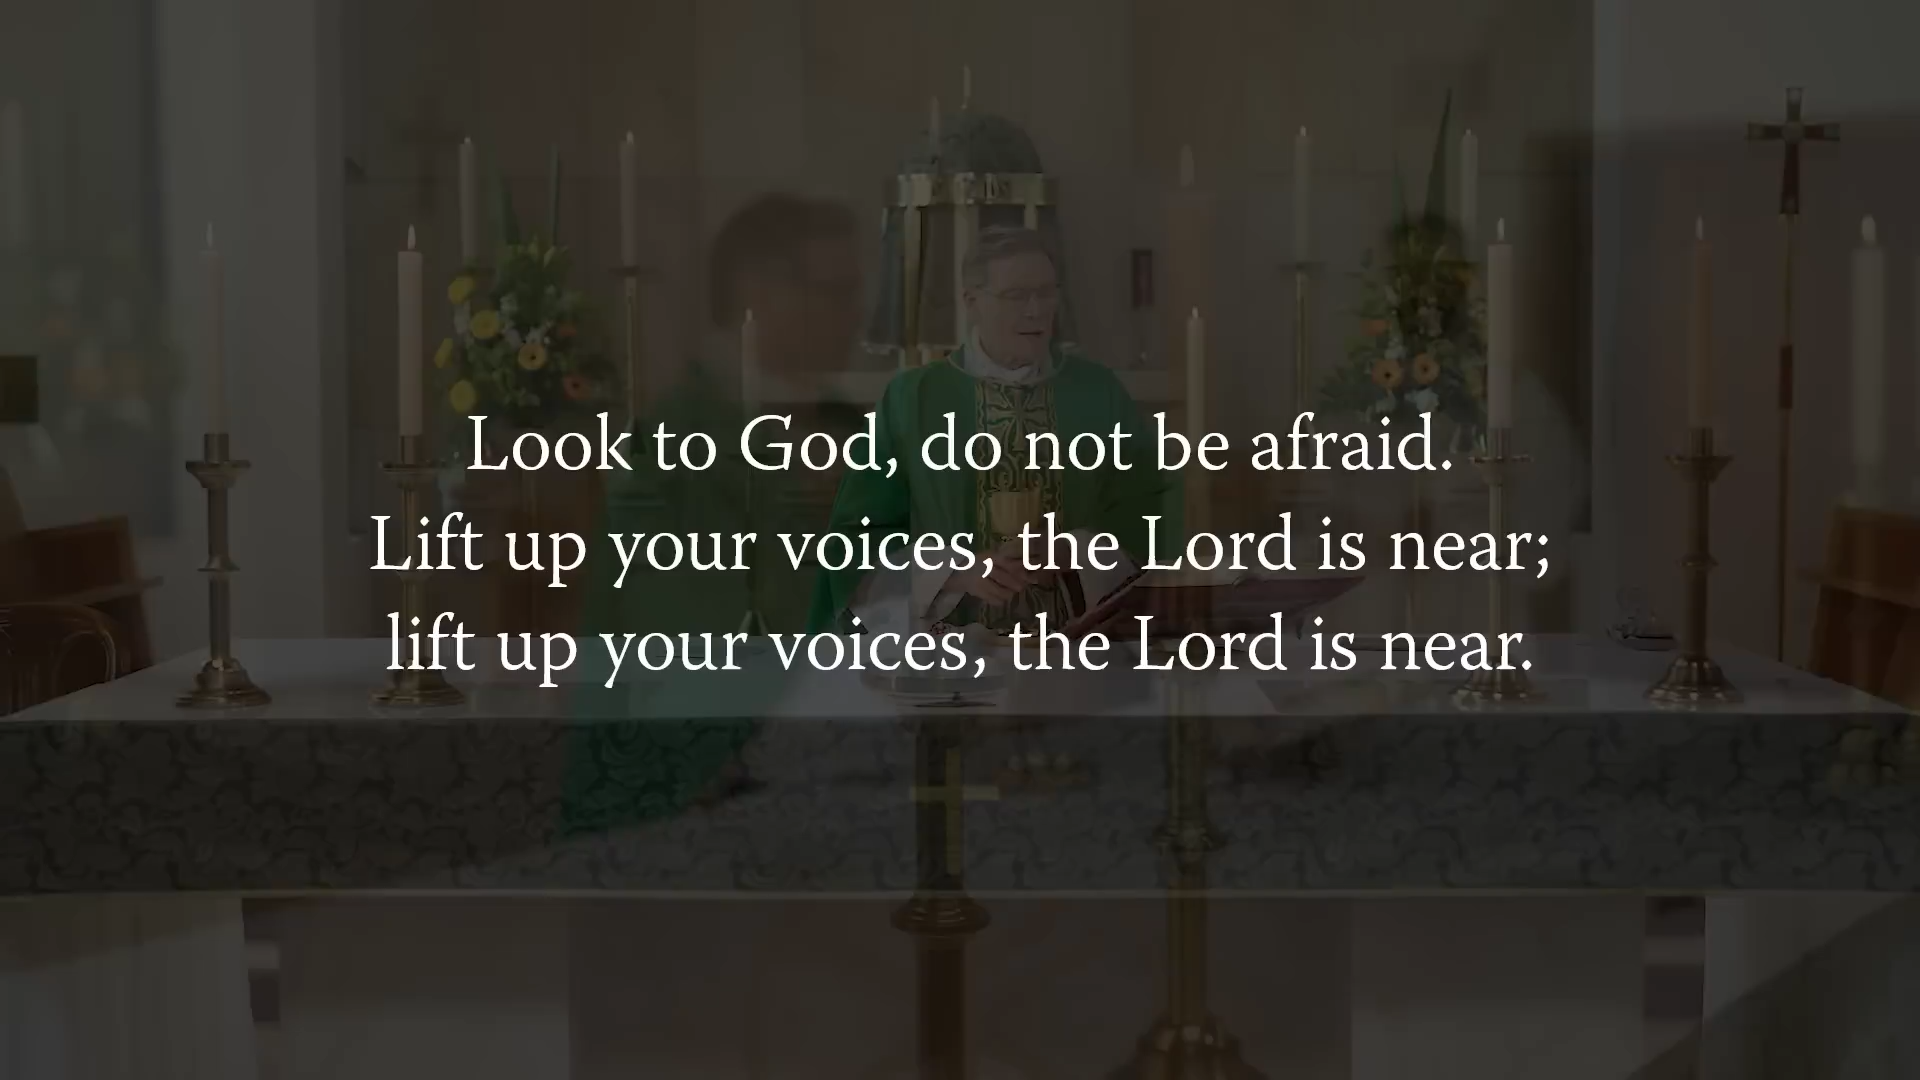 Look to God, do not be afraid.
Lift up your voices, the Lord is near;
lift up your voices, the Lord is near.